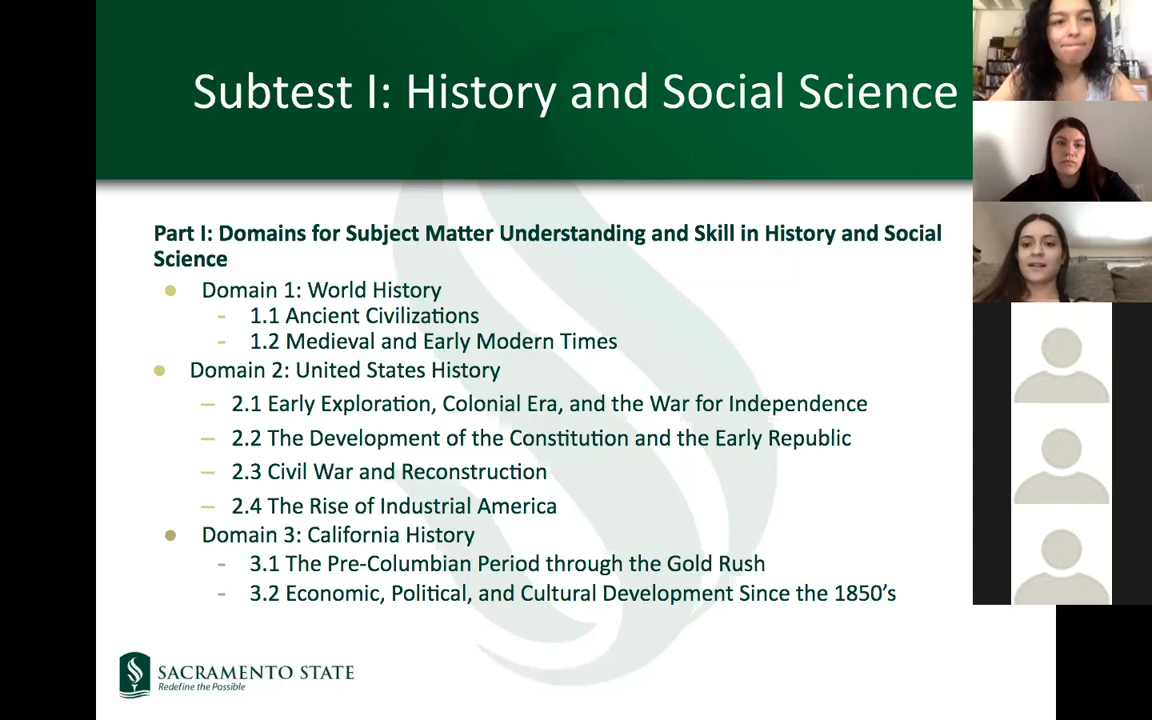 Subtest I: History and Social Science
Part I: Domains for Subject Matter Understanding and Skill in History and Social
Science
Domain 1: World History
- 1.1 Ancient Civilizations
- 1.2 Medieval and Early Modern Times
Domain 2: United States History
– 2.1 Early Exploration, Colonial Era, and the War for Independence
– 2.2 The Development of the Constitution and the Early Republic
– 2.3 Civil War and Reconstruction
– 2.4 The Rise of Industrial America
Domain 3: California History
- 3.1 The Pre-Columbian Period through the Gold Rush
- 3.2 Economic, Political, and Cultural Development Since the 1850’s
SACRAMENTO STATE
Redefine the Possible